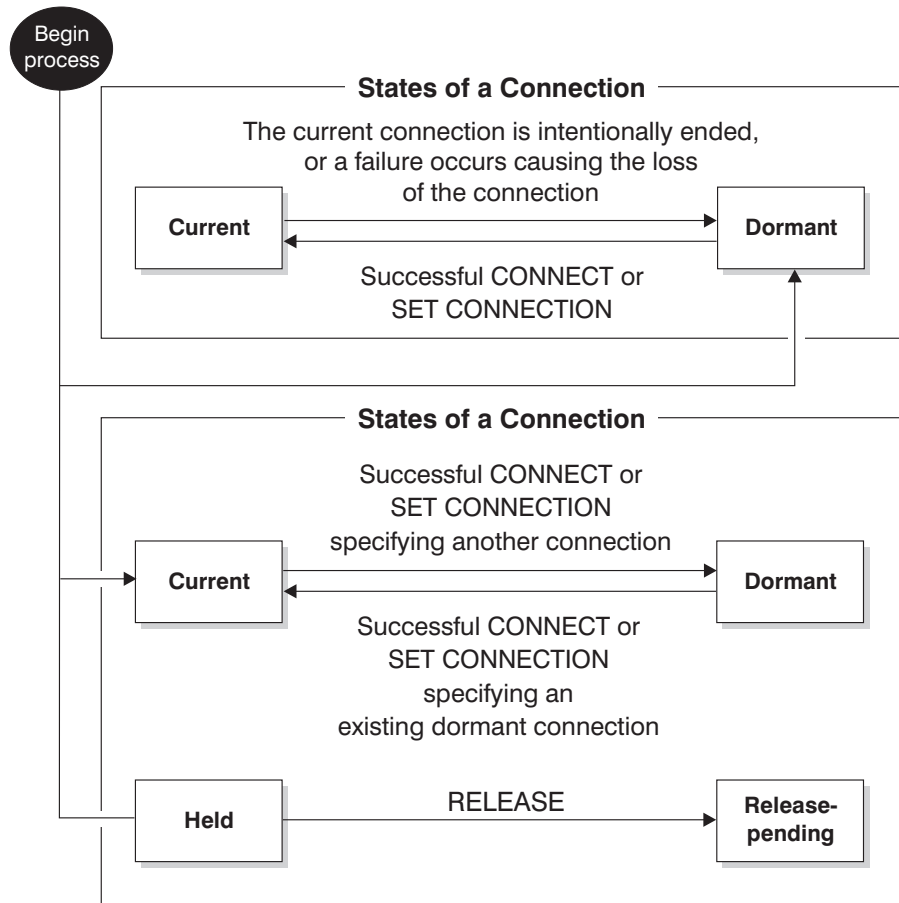 Begin
process
States of a Connection
The current connection is intentionally ended,
or a failure occurs causing the loss
of the connection
Current
Dormant
Successful CONNECT or
SET CONNECTION
States of a Connection
Successful CONNECT or
SET CONNECTION
specifying another connection
Current
Dormant
Successful CONNECT or
SET CONNECTION
specifying an
existing dormant connection
Held
RELEASE
Release-
pending